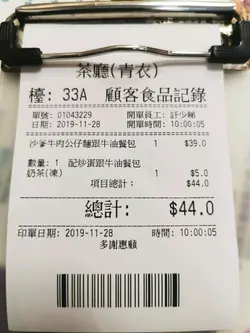 茶廳(青农)
檯: 33A 顧客食品記錄
單號: 01043229 開單員工: 許少娣
日期: 2019-11-28 開單時間: 10:00:05
沙爹牛肉公仔麵跟牛油餐包 1 $39.0
數量: 1 配炒蛋跟牛油餐包
奶茶(凍) 1 $5.0
項目總計: $44.0
總計: $44.0
印單日期: 2019-11-28 時間: 10:00:05
多謝惠顧